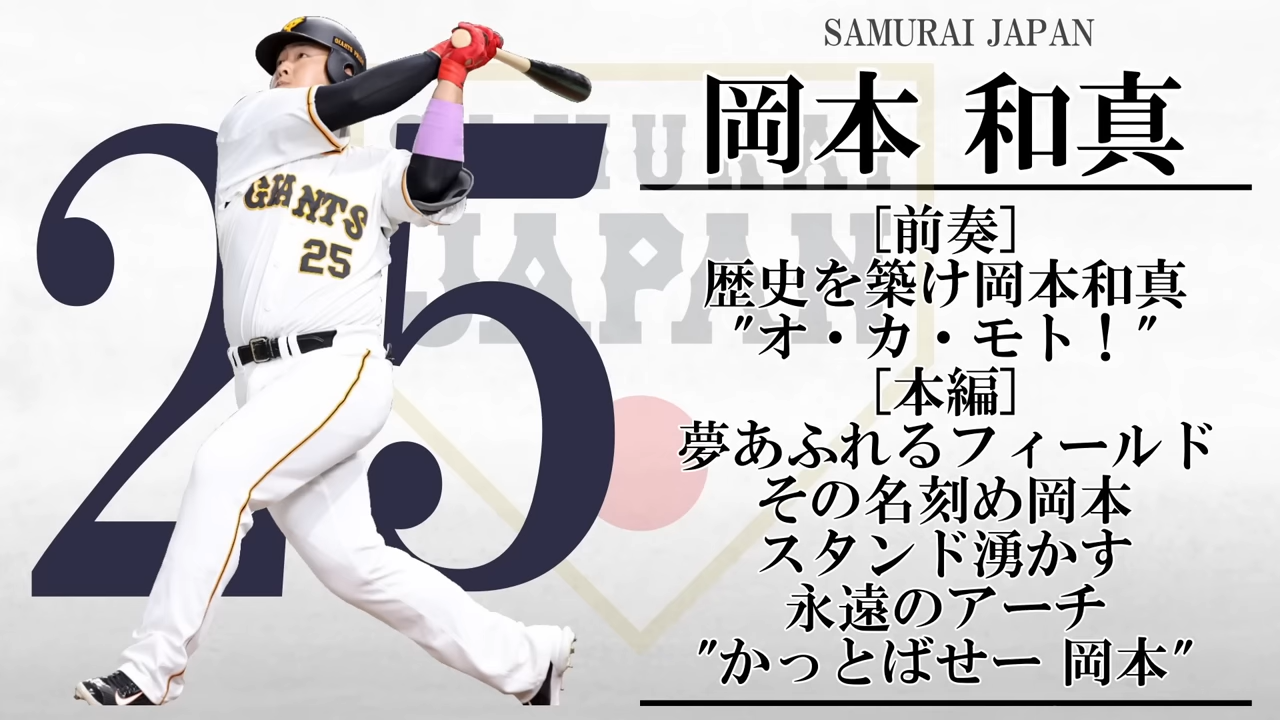 SAMURAI JAPAN
岡本 和真
[前奏]
歴史を築け岡本和真
"オ・カ・モト！"
[本編]
夢あふれるフィールド
その名刻め岡本
スタンド湧かす
永遠のアーチ
"かっとばせー 岡本"
25
GIANTS
25
SAMURAI
JAPAN